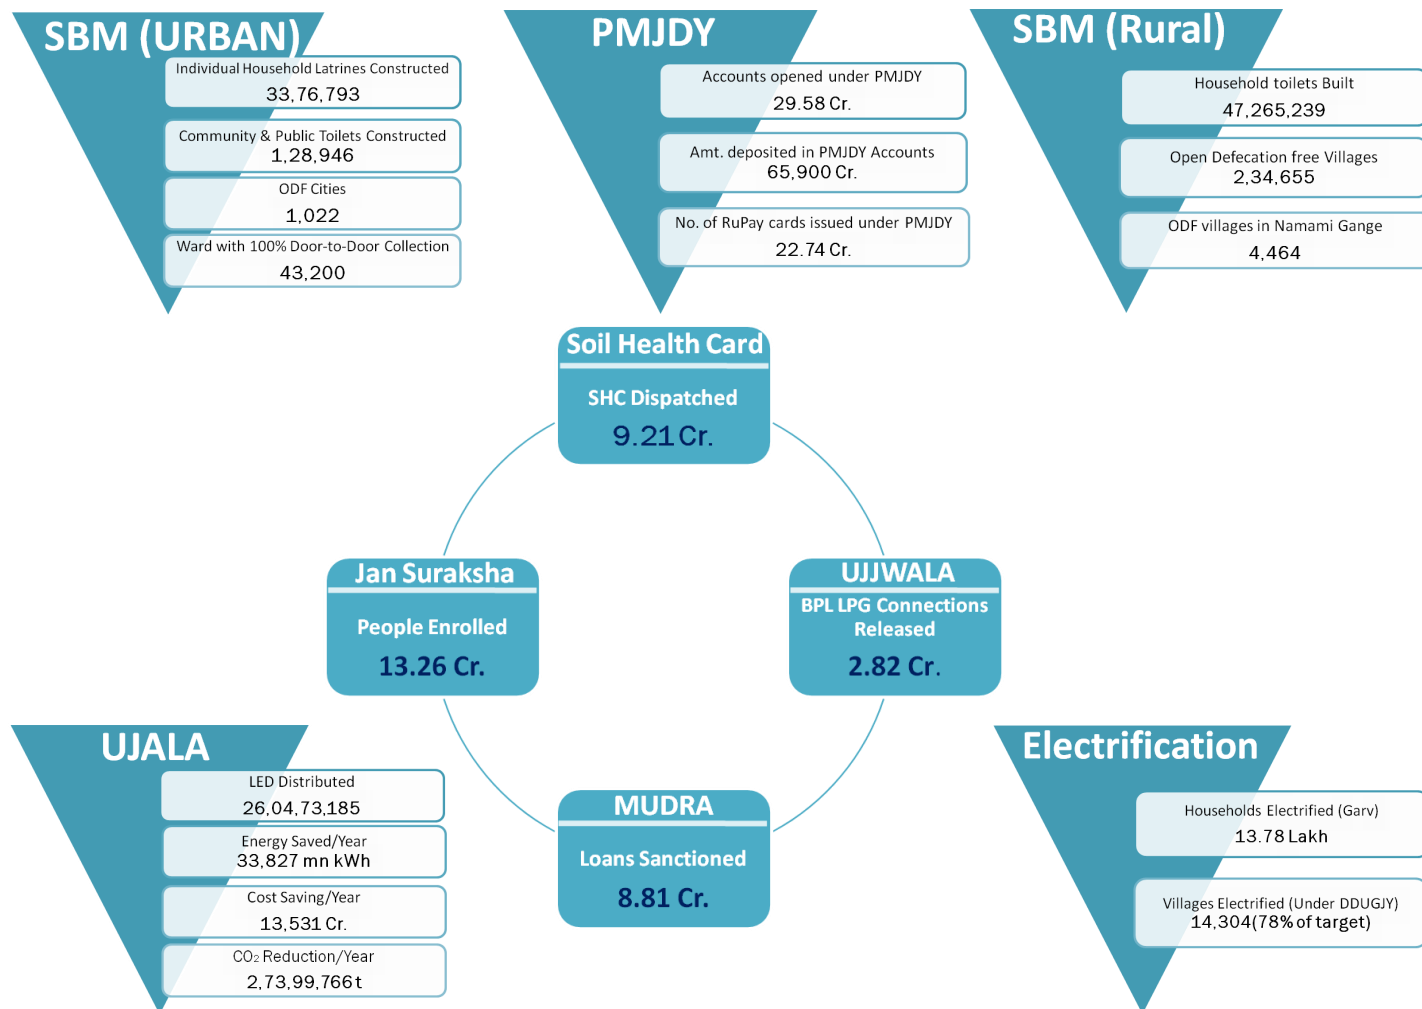 SBM (URBAN)
Individual Household Latrines Constructed
33,76,793
Community & Public Toilets Constructed
1,28,946
ODF Cities
1,022
Ward with 100% Door-to-Door Collection
43,200
PMJDY
Accounts opened under PMJDY
29.58 Cr.
Amt. deposited in PMJDY Accounts
65,900 Cr.
No. of RuPay cards issued under PMJDY
22.74 Cr.
SBM (Rural)
Household toilets Built
47,265,239
Open Defecation free Villages
2,34,655
ODF villages in Namami Gange
4,464
Soil Health Card
SHC Dispatched
9.21 Cr.
Jan Suraksha
People Enrolled
13.26 Cr.
UJJWALA
BPL LPG Connections
Released
2.82 Cr.
MUDRA
Loans Sanctioned
8.81 Cr.
UJALA
LED Distributed
26,04,73,185
Energy Saved/Year
33,827 mn kWh
Cost Saving/Year
13,531 Cr.
CO₂ Reduction/Year
2,73,99,766 t
Electrification
Households Electrified (Garv)
13.78 Lakh
Villages Electrified (Under DDUGJY)
14,304(78% of target)